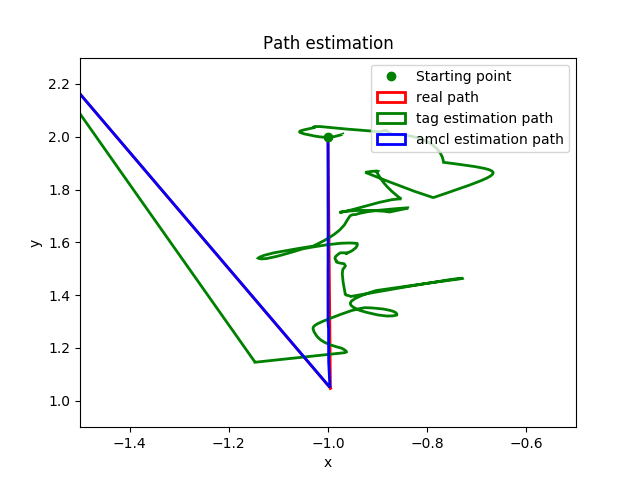 Path estimation
Starting point
real path
tag estimation path
amcl estimation path
2.2
2.0
1.8
1.6
1.4
1.2
1.0
y
−1.4
−1.2
−1.0
−0.8
−0.6
x